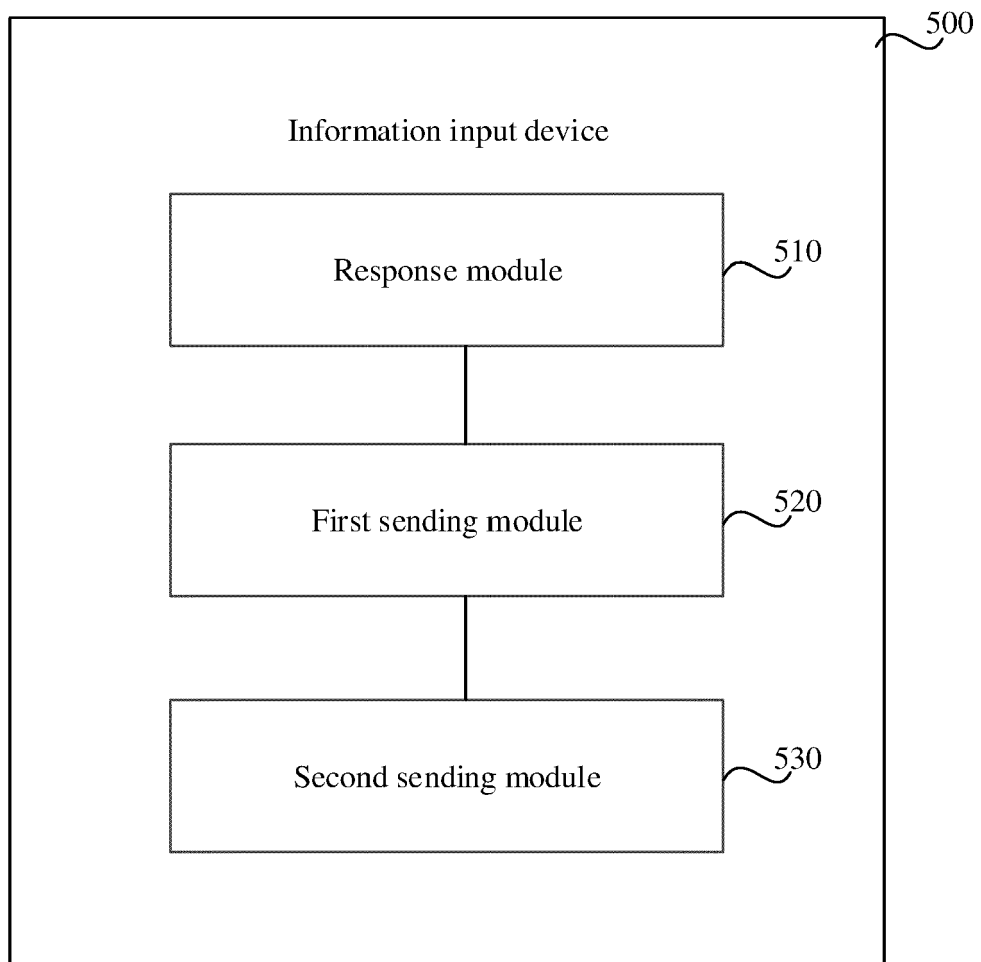 500
Information input device
Response module
510
First sending module
520
Second sending module
530